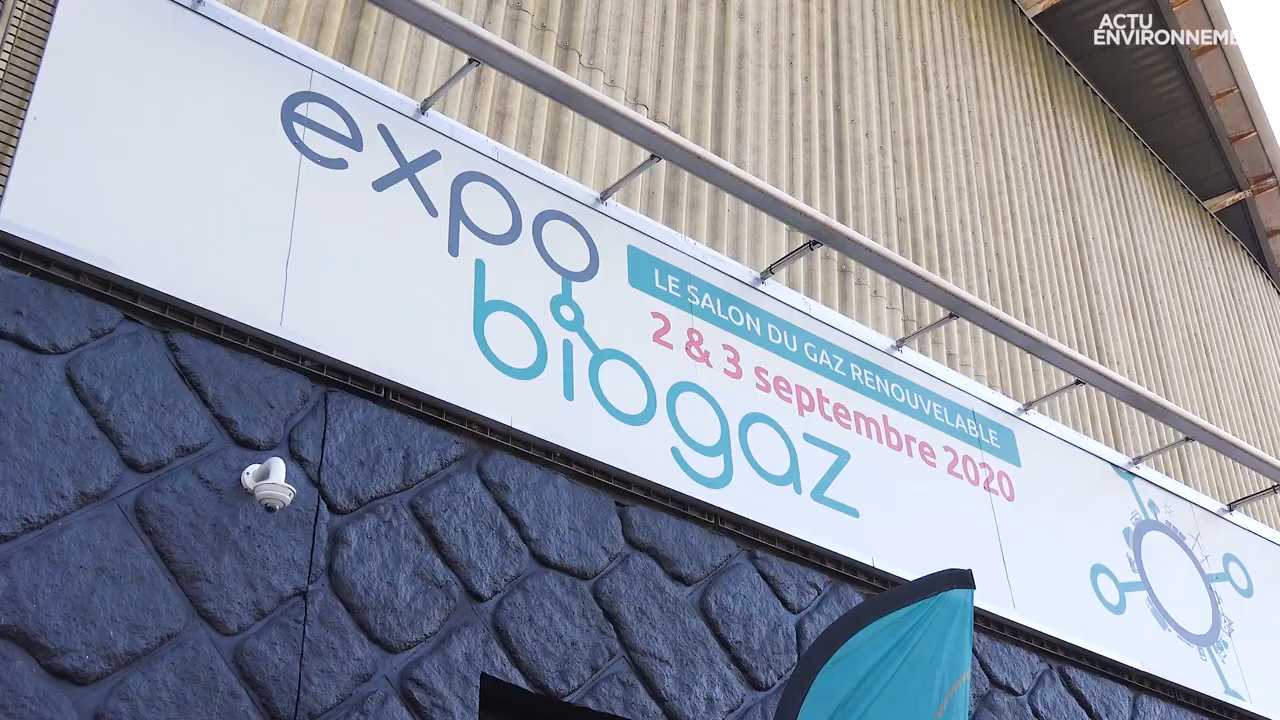 ACTU
ENVIRONNEME
expo
biogaz
LE SALON DU GAZ RENOUVELABLE
2 & 3 septembre 2020